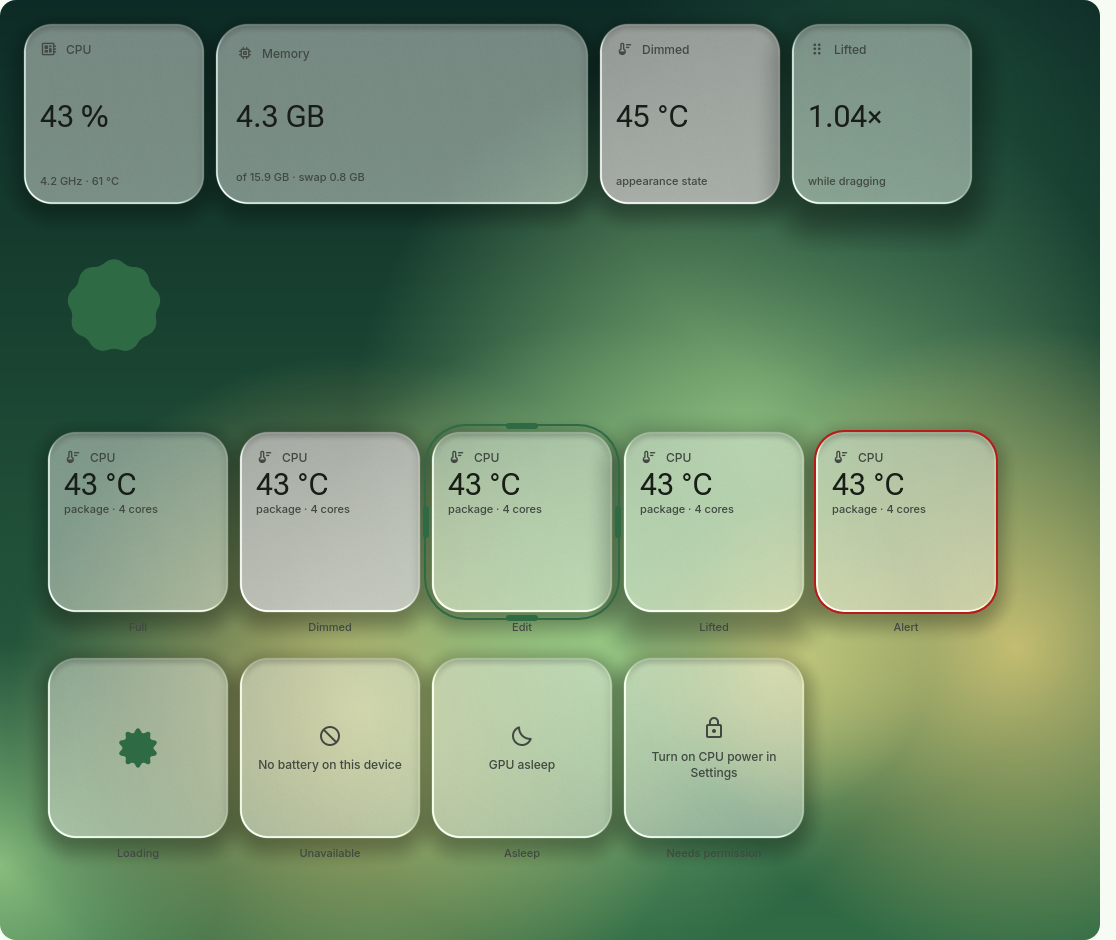 CPU
43 %
4.2 GHz · 61 °C
Memory
4.3 GB
of 15.9 GB · swap 0.8 GB
Dimmed
45 °C
appearance state
Lifted
1.04×
while dragging
CPU
43 °C
package · 4 cores
Full
CPU
43 °C
package · 4 cores
Dimmed
CPU
43 °C
package · 4 cores
Edit
CPU
43 °C
package · 4 cores
Lifted
CPU
43 °C
package · 4 cores
Alert
Loading
No battery on this device
Unavailable
GPU asleep
Asleep
Turn on CPU power in
Settings
Needs permission